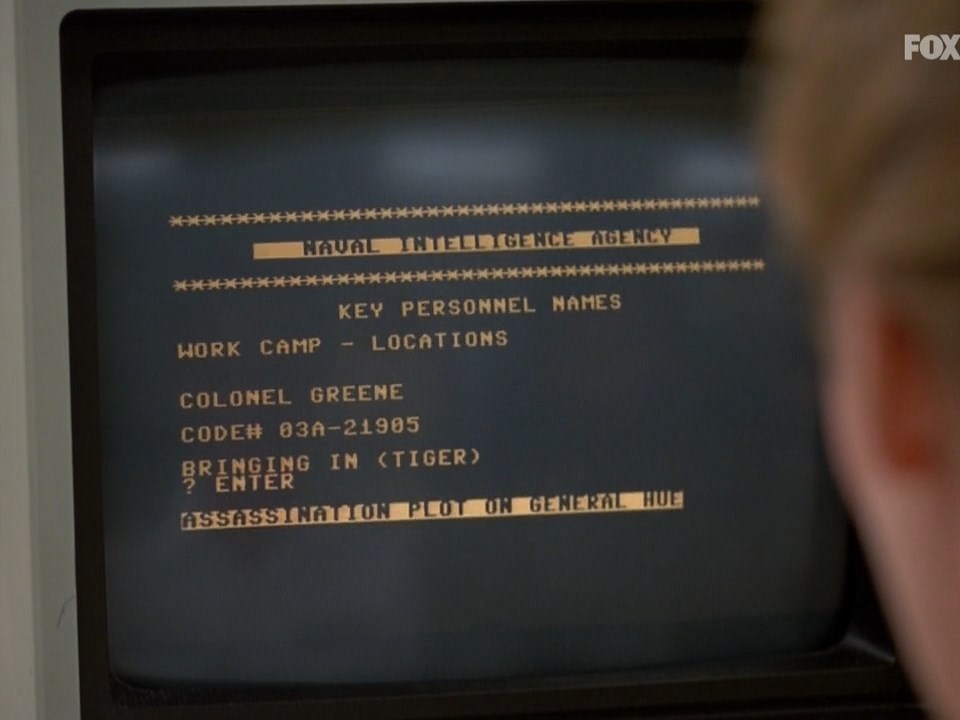 FOX
***************************************************
NAVAL INTELLIGENCE AGENCY
***************************************************
KEY PERSONNEL NAMES
WORK CAMP - LOCATIONS
COLONEL GREENE
CODE# 03A-21905
BRINGING IN (TIGER)
? ENTER
ASSASSINATION PLOT ON GENERAL HUE